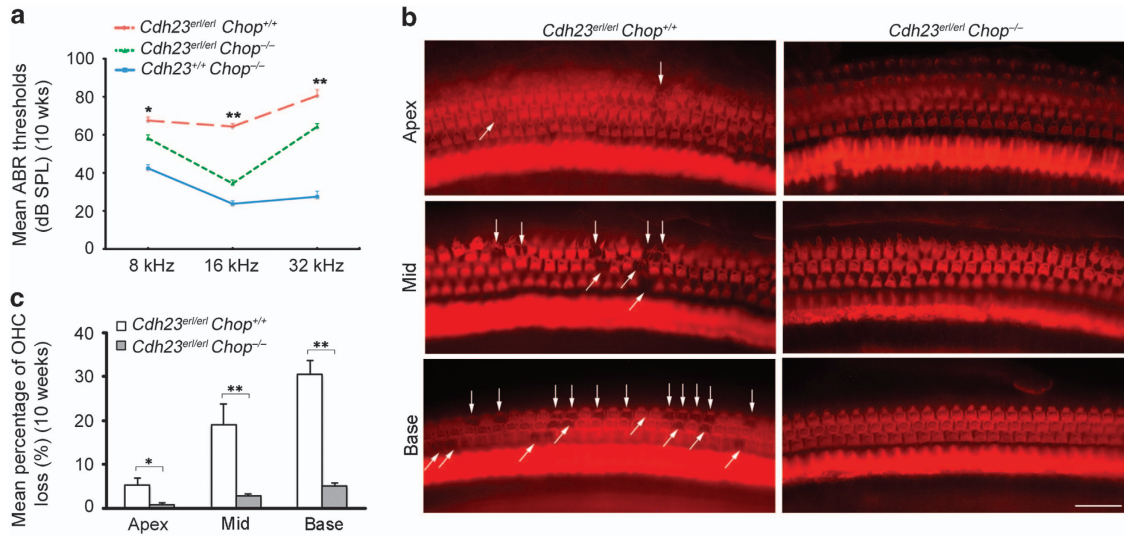 a
Cdh23erl/erl Chop+/+
Cdh23erl/erl Chop–/–
Cdh23+/+ Chop–/–
Mean ABR thresholds
(dB SPL) (10 wks)
100
80
60
40
20
0
*
**
**
8 kHz
16 kHz
32 kHz
b
Cdh23erl/erl Chop+/+
Cdh23erl/erl Chop–/–
Apex
Mid
Base
c
Cdh23erl/erl Chop+/+
Cdh23erl/erl Chop–/–
Mean percentage of OHC
loss (%) (10 weeks)
40
30
20
10
0
*
**
**
Apex
Mid
Base